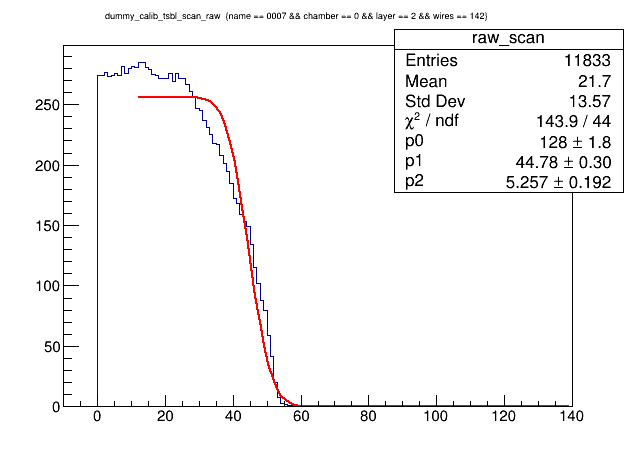 dummy_calib_tsbl_scan_raw (name == 0007 && chamber == 0 && layer == 2 && wires == 142)
raw_scan
Entries 11833
Mean 21.7
Std Dev 13.57
χ² / ndf 143.9 / 44
p0 128 ± 1.8
p1 44.78 ± 0.30
p2 5.257 ± 0.192
250
200
150
100
50
0
0 20 40 60 80 100 120 140